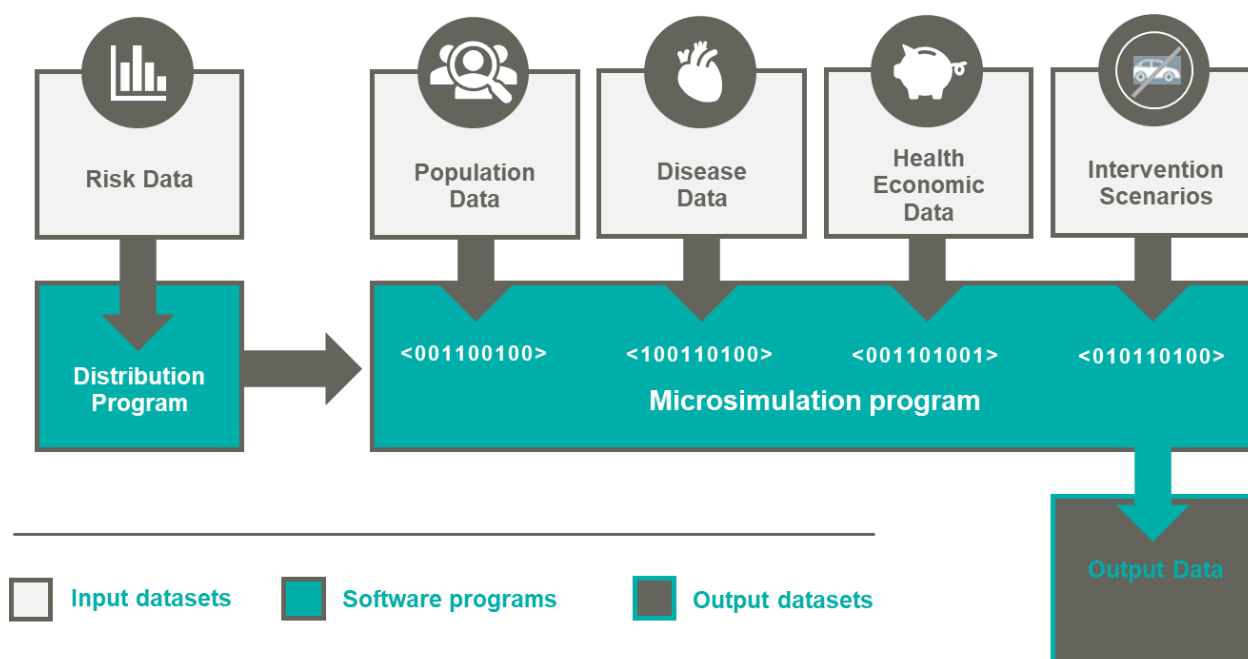 Risk Data
Population
Data
Disease
Data
Health
Economic
Data
Intervention
Scenarios
Distribution
Program
<001100100>
<100110100>
<001101001>
<010110100>
Microsimulation program
Output Data
Input datasets
Software programs
Output datasets